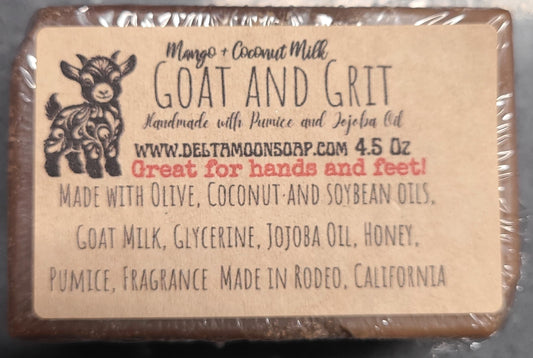 Mango + Coconut Milk
Goat and Grit
Handmade with Pumice and Jojoba Oil
www.deltamoonsoap.com 4.5 Oz
Great for hands and feet!
Made with Olive, Coconut and soybean oils,
Goat Milk, Glycerine, Jojoba Oil, Honey,
Pumice, Fragrance Made in Rodeo, California